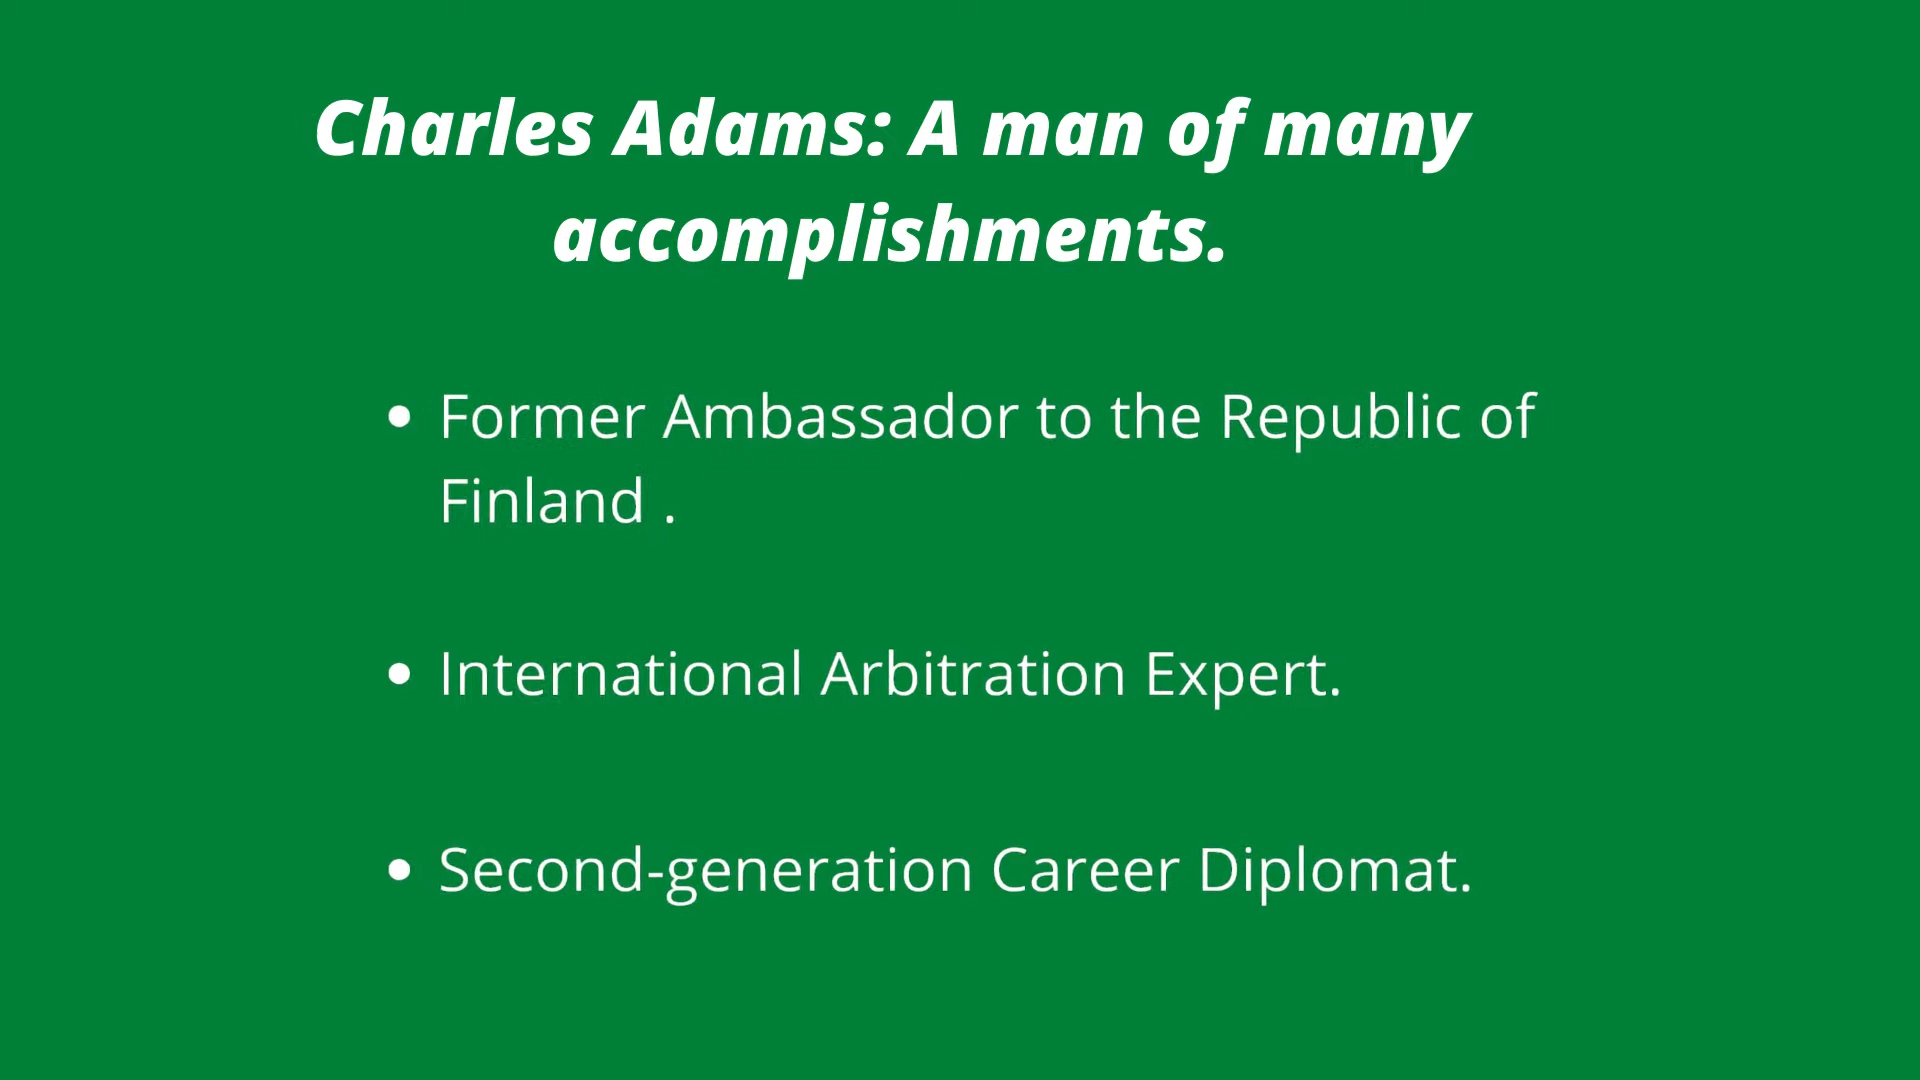 Charles Adams: A man of many
accomplishments.
• Former Ambassador to the Republic of
Finland .
• International Arbitration Expert.
• Second-generation Career Diplomat.